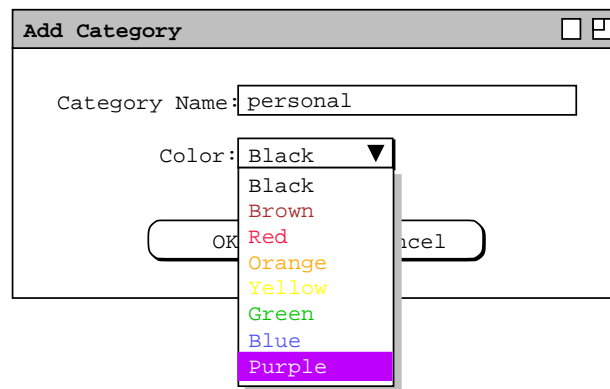 Add Category
Category Name: personal
Color: Black
Black
Brown
Red
Orange
Yellow
Green
Blue
Purple
OK ncel